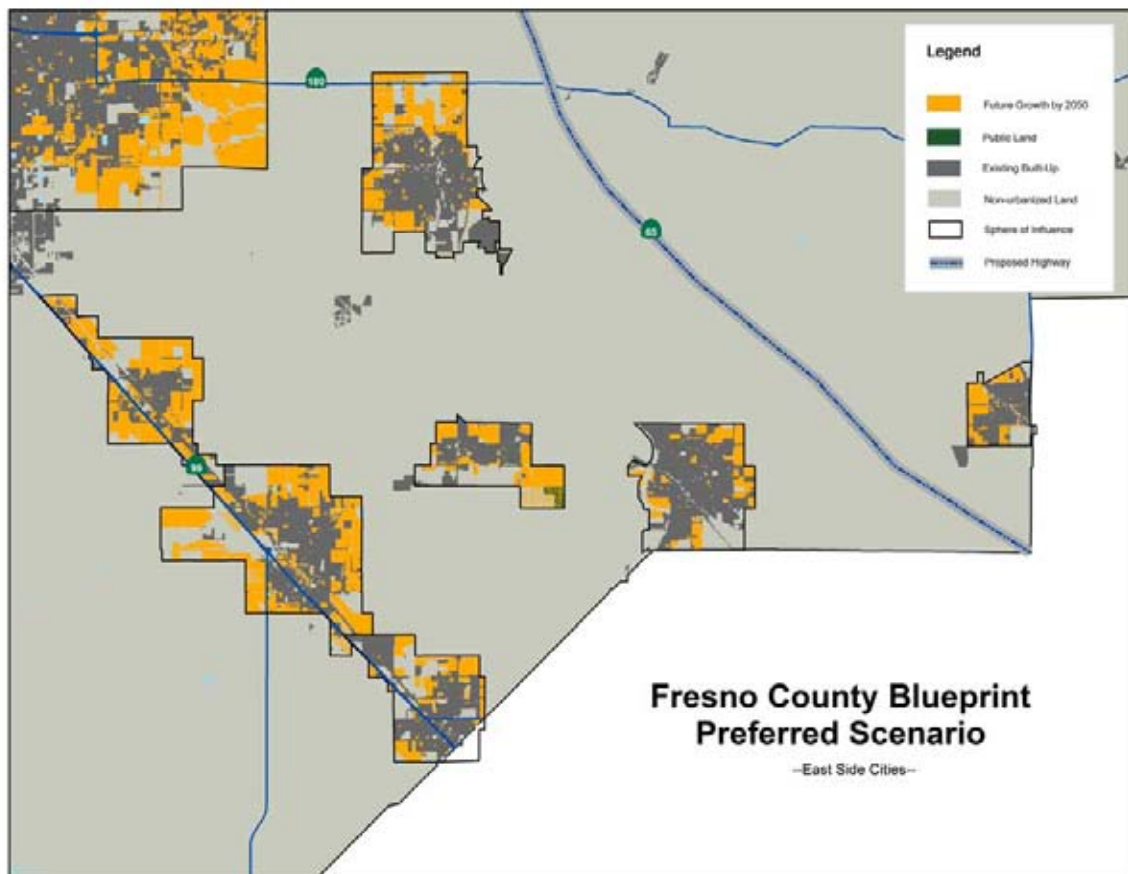 Legend
Future Growth by 2050
Public Land
Existing Built-Up
Non-urbanized Land
Sphere of Influence
Proposed Highway
180
65
99
Fresno County Blueprint
Preferred Scenario
--East Side Cities--